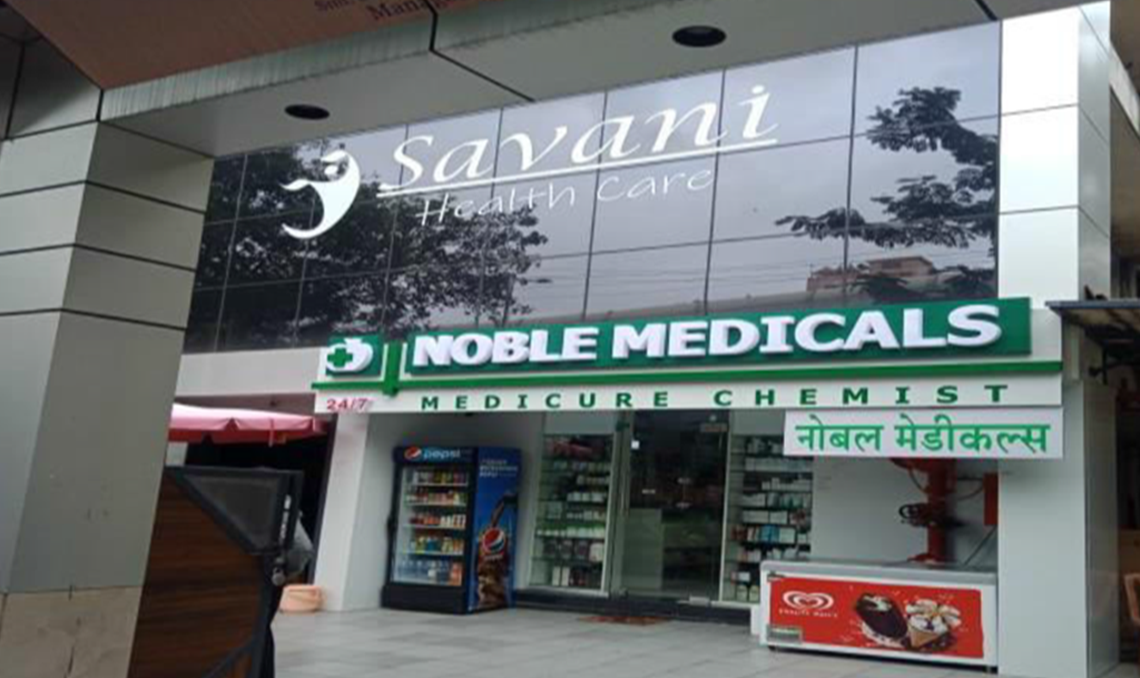 Savani
Health Care
NOBLE MEDICALS
24/7
MEDICURE CHEMIST
नोबल मेडीकल्स
pepsi